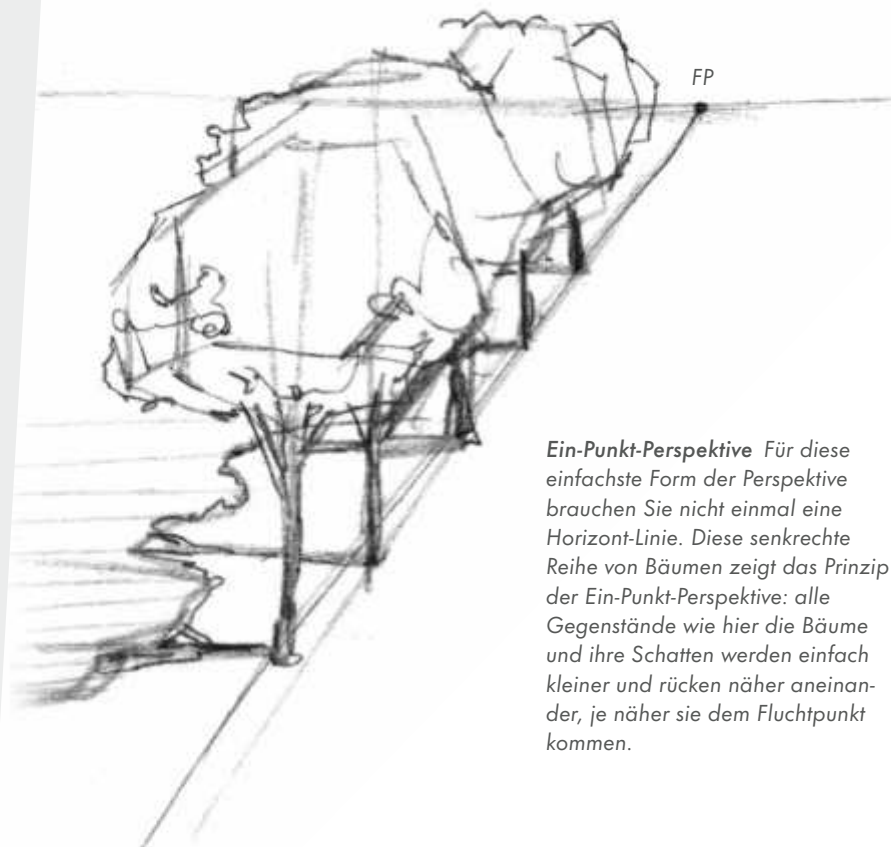 FP
Ein-Punkt-Perspektive Für diese
einfachste Form der Perspektive
brauchen Sie nicht einmal eine
Horizont-Linie. Diese senkrechte
Reihe von Bäumen zeigt das Prinzip
der Ein-Punkt-Perspektive: alle
Gegenstände wie hier die Bäume
und ihre Schatten werden einfach
kleiner und rücken näher aneinan-
der, je näher sie dem Fluchtpunkt
kommen.